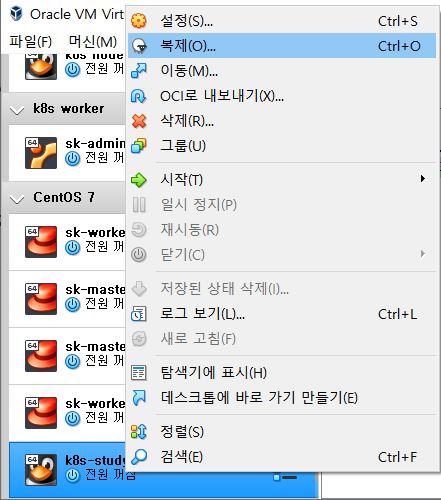 Oracle VM Virt
파일(F) 머신(M)
전원 꺼
k8s worker
64
sk-admin
전원 꺼
CentOS 7
64
sk-worke
전원 꺼
64
sk-maste
전원 꺼
64
sk-maste
전원 꺼
64
sk-worke
전원 꺼
64
k8s-study
전원 꺼짐
설정(S)... Ctrl+S
복제(O)... Ctrl+O
이동(M)...
OCI로 내보내기(X)...
삭제(R)...
그룹(U)
시작(T)
일시 정지(P)
재시동(R)
닫기(C)
저장된 상태 삭제(I)...
로그 보기(L)... Ctrl+L
새로 고침(F)
탐색기에 표시(H)
데스크톱에 바로 가기 만들기(E)
정렬(S)
검색(E) Ctrl+F